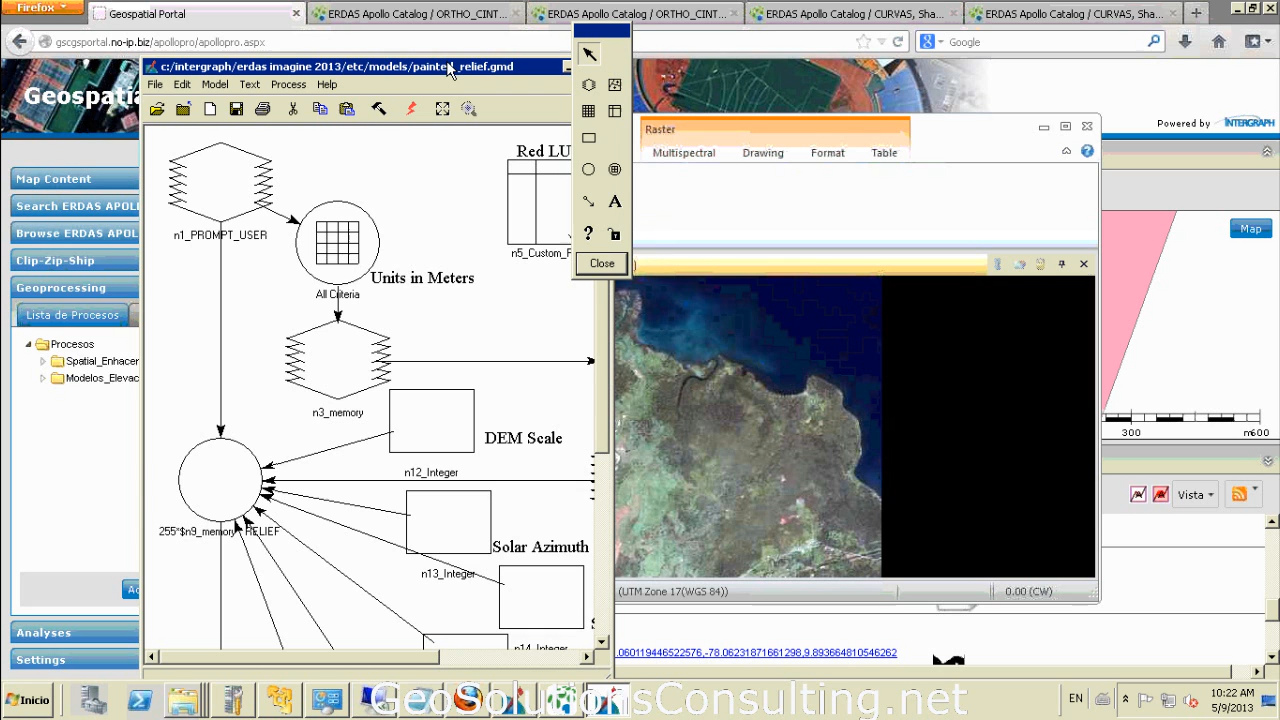 Firefox
Geospatial Portal
ERDAS Apollo Catalog / ORTHO_CINT...
ERDAS Apollo Catalog / ORTHO_CINT...
ERDAS Apollo Catalog / CURVAS, Sha...
ERDAS Apollo Catalog / CURVAS, Sha...
gscgsportal.no-ip.biz/apollopro/apollopro.aspx
Google
Geospatia
c:/intergraph/erdas imagine 2013/etc/models/painted_relief.gmd
File Edit Model Text Process Help
Powered by INTERGRAPH
Raster
Multispectral Drawing Format Table
Map Content
Search ERDAS APOL
Browse ERDAS APOL
Clip-Zip-Ship
Geoprocessing
Lista de Procesos
Procesos
Spatial_Enhacer
Modelos_Elevac
Analyses
Settings
Red LU
n1_PROMPT_USER
n5_Custom_F
Units in Meters
All Criteria
n3_memory
DEM Scale
n12_Integer
255*$n9_memory RELIEF
Solar Azimuth
n13_Integer
n14_Integer
A
?
Close
Map
300 m600
Vista
(UTM Zone 17(WGS 84)) 0.00 (CW)
.060119446522576,-78.06231871661298,9.893664810546262
Inicio
GeoSolutionsConsulting.net
EN
10:22 AM
5/9/2013